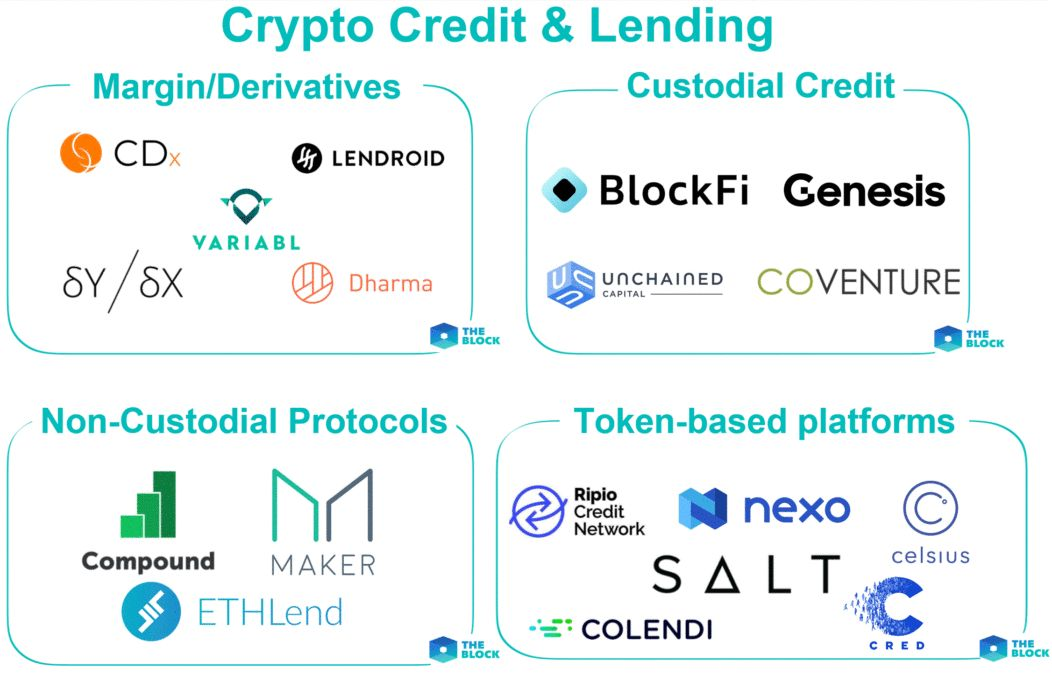 Crypto Credit & Lending
Margin/Derivatives
CDx
LENDROID
VARIABL
δY/δX
Dharma
THE
BLOCK
Custodial Credit
BlockFi
Genesis
UNCHAINED
CAPITAL
COVENTURE
THE
BLOCK
Non-Custodial Protocols
Compound
MAKER
ETHLend
THE
BLOCK
Token-based platforms
Ripio
Credit
Network
nexo
celsius
SALT
COLENDI
CRED
THE
BLOCK